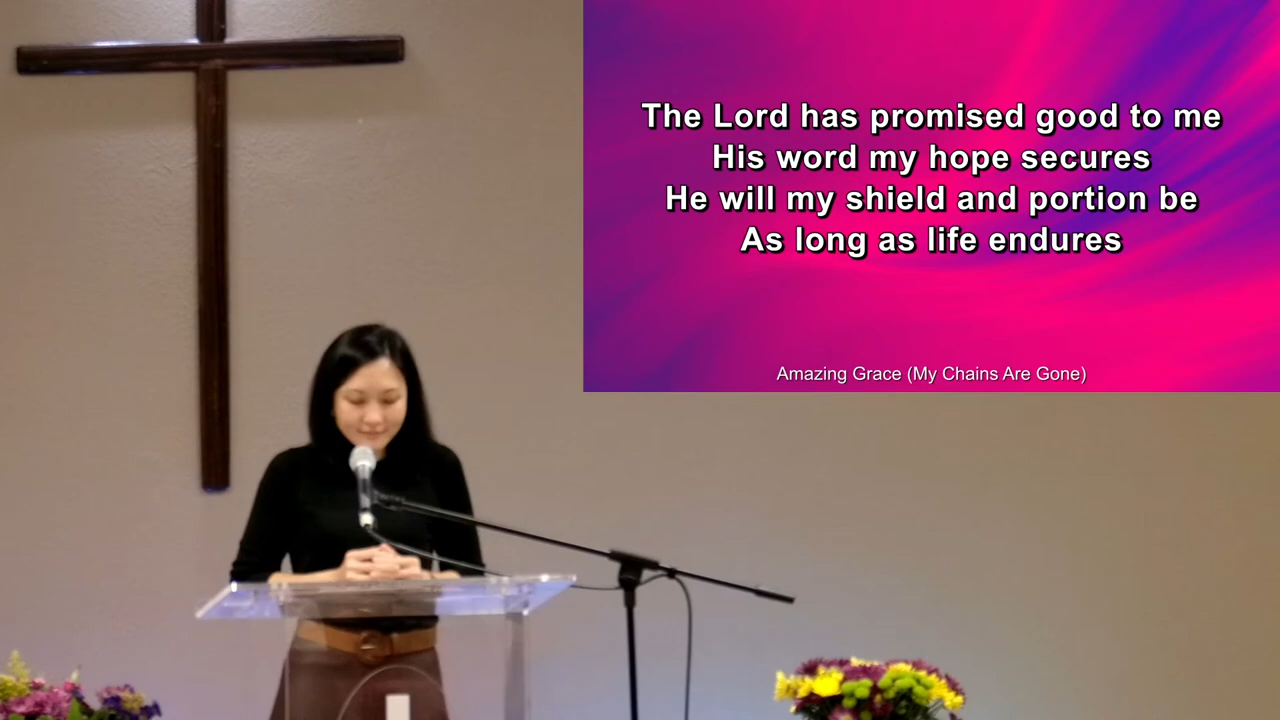 The Lord has promised good to me
His word my hope secures
He will my shield and portion be
As long as life endures
Amazing Grace (My Chains Are Gone)